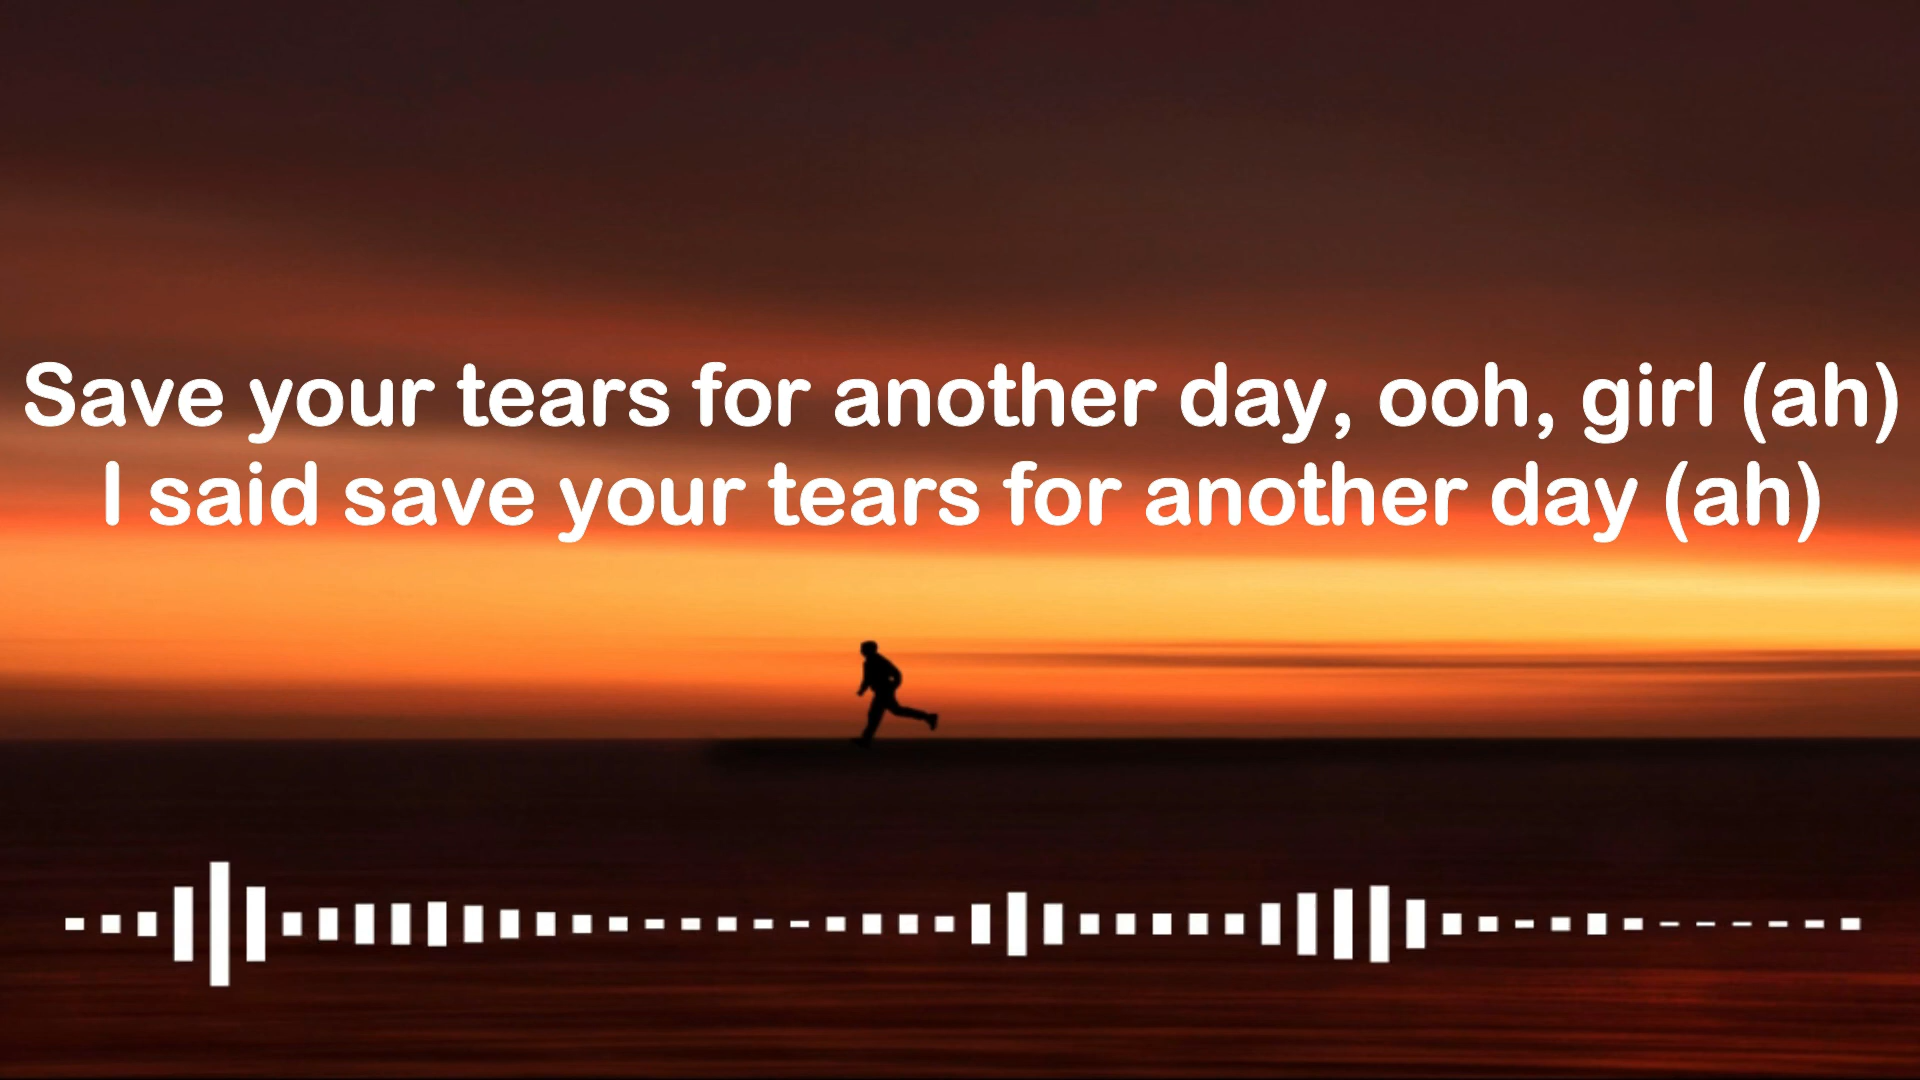 Save your tears for another day, ooh, girl (ah)
I said save your tears for another day (ah)